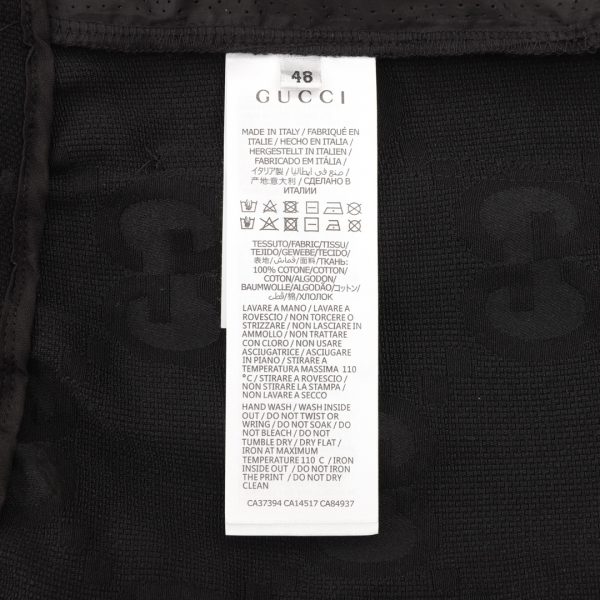 48
GUCCI
MADE IN ITALY / FABRIQUÉ EN
ITALIE / HECHO EN ITALIA /
HERGESTELLT IN ITALIEN /
FABRICADO EM ITÁLIA /
イタリア製 / صنع في ايطاليا /
产地:意大利 / СДЕЛАНО В
ИТАЛИИ
TESSUTO/FABRIC/TISSU/
TEJIDO/GEWEBE/TECIDO/
表地/قماش/面料/ТКАНЬ:
100% COTONE/COTTON/
COTON/ALGODON/
BAUMWOLLE/ALGODÃO/コットン/
قطن/棉/ХЛОПОК
LAVARE A MANO / LAVARE A
ROVESCIO / NON TORCERE O
STRIZZARE / NON LASCIARE IN
AMMOLLO / NON TRATTARE
CON CLORO / NON USARE
ASCIUGATRICE / ASCIUGARE
IN PIANO / STIRARE A
TEMPERATURA MASSIMA 110
°C / STIRARE A ROVESCIO /
NON STIRARE LA STAMPA /
NON LAVARE A SECCO
HAND WASH / WASH INSIDE
OUT / DO NOT TWIST OR
WRING / DO NOT SOAK / DO
NOT BLEACH / DO NOT
TUMBLE DRY / DRY FLAT /
IRON AT MAXIMUM
TEMPERATURE 110 C / IRON
INSIDE OUT / DO NOT IRON
THE PRINT / DO NOT DRY
CLEAN
CA37394 CA14517 CA84937